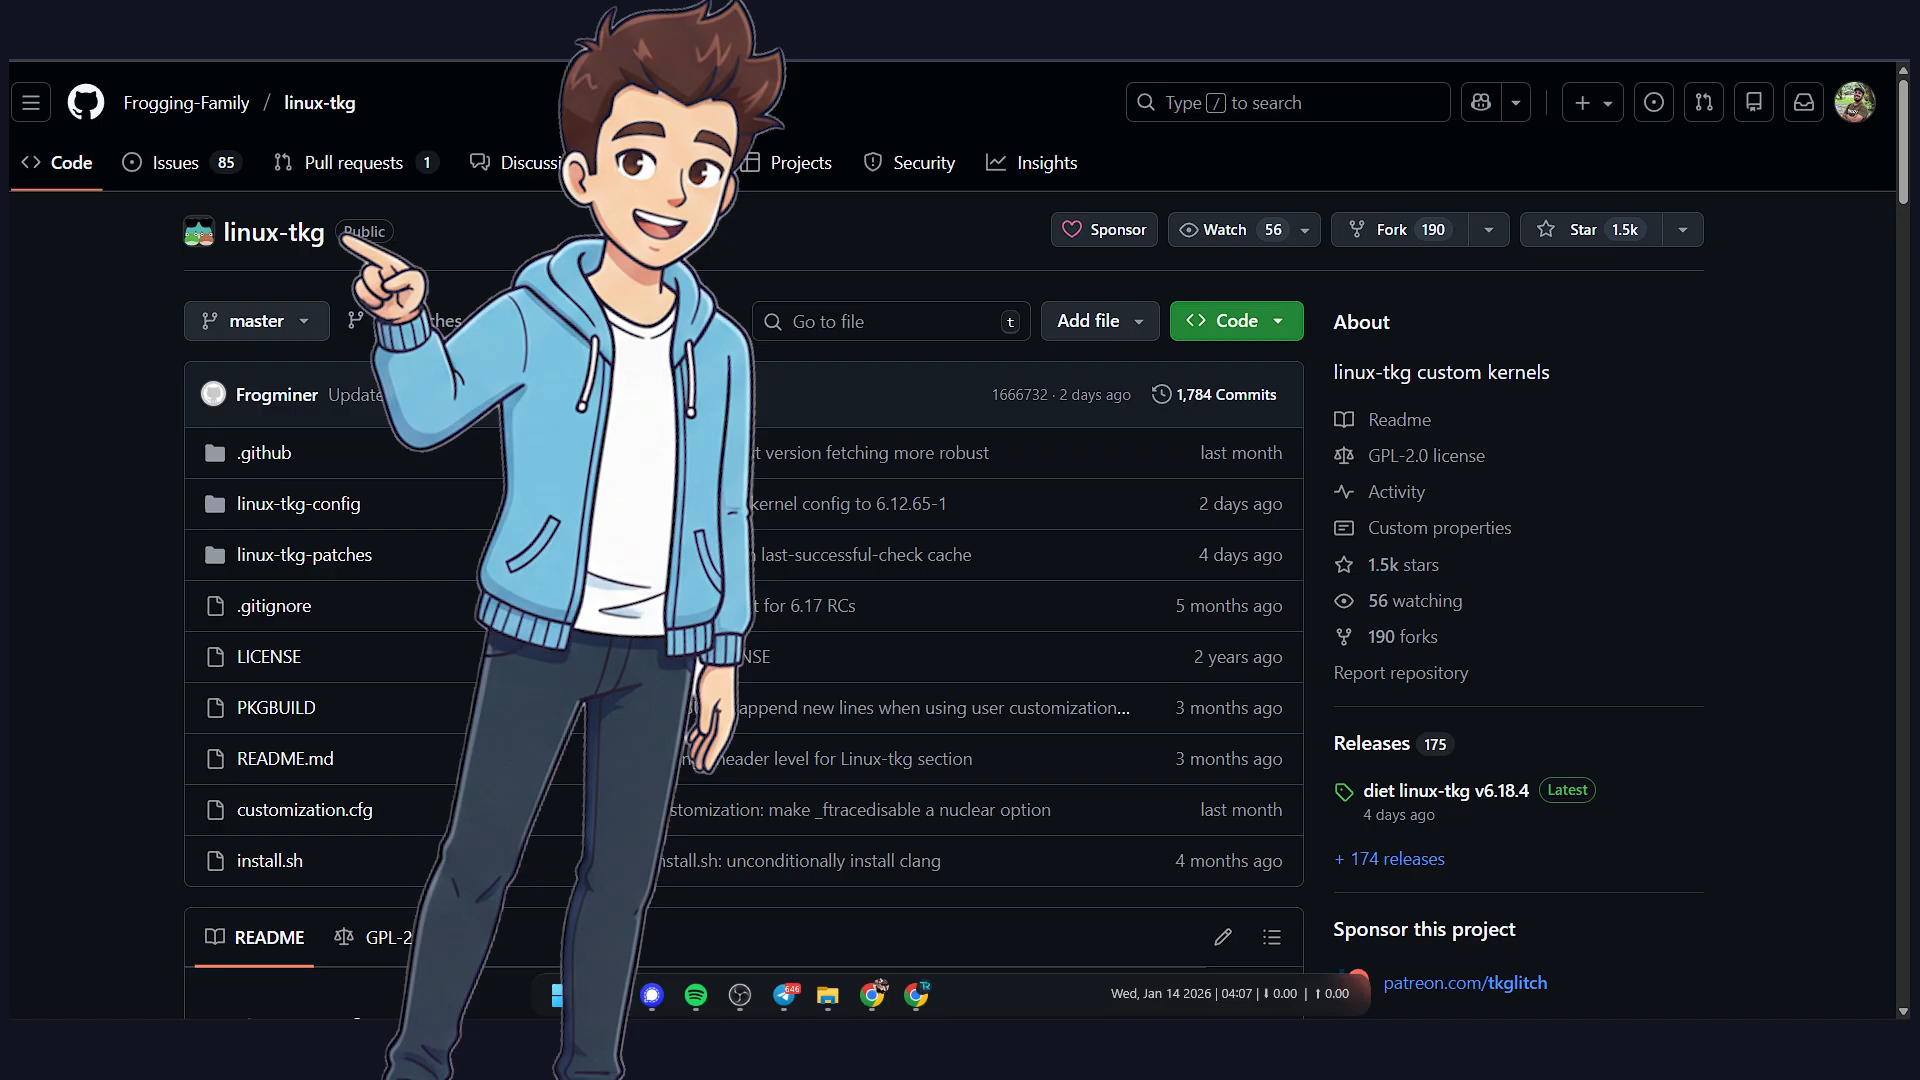 Frogging-Family / linux-tkg
Type / to search
Code
Issues 85
Pull requests 1
Projects
Security
Insights
linux-tkg Public
Sponsor
Watch 56
Fork 190
Star 1.5k
master
Go to file t
Add file
Code
Frogminer
1666732 · 2 days ago
1,784 Commits
.github version fetching more robust last month
linux-tkg-config kernel config to 6.12.65-1 2 days ago
linux-tkg-patches last-successful-check cache 4 days ago
.gitignore for 6.17 RCs 5 months ago
LICENSE 2 years ago
PKGBUILD append new lines when using user customization... 3 months ago
README.md header level for Linux-tkg section 3 months ago
customization.cfg make _ftracedisable a nuclear option last month
install.sh unconditionally install clang 4 months ago
README
About
linux-tkg custom kernels
Readme
GPL-2.0 license
Activity
Custom properties
1.5k stars
56 watching
190 forks
Report repository
Releases 175
diet linux-tkg v6.18.4 Latest
4 days ago
+ 174 releases
Sponsor this project
patreon.com/tkglitch
646
Wed, Jan 14 2026 | 04:07 | ⬇ 0.00 | ⬆ 0.00